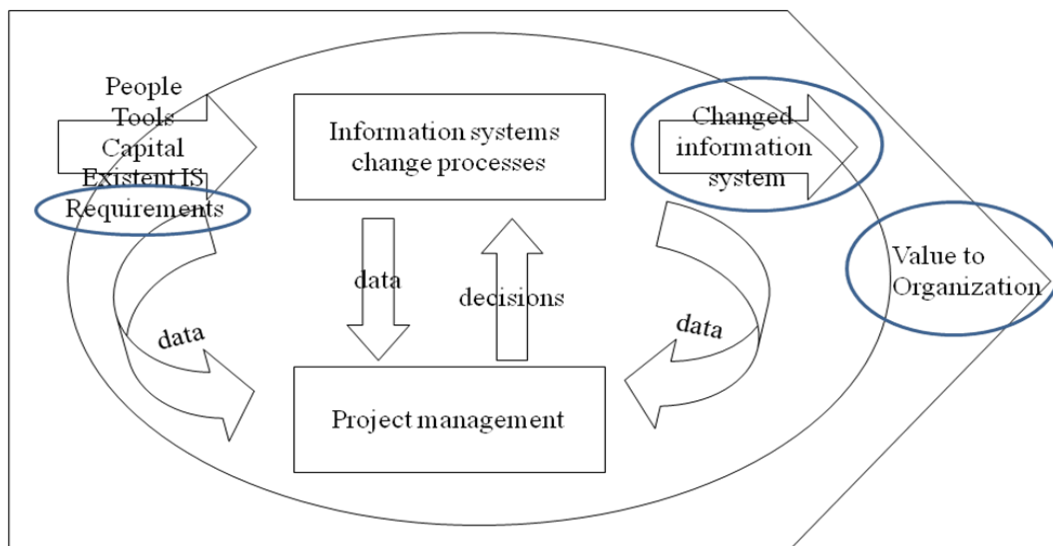 People
Tools
Capital
Existent IS
Requirements
Information systems
change processes
Changed
information
system
Value to
Organization
data
decisions
data
data
Project management